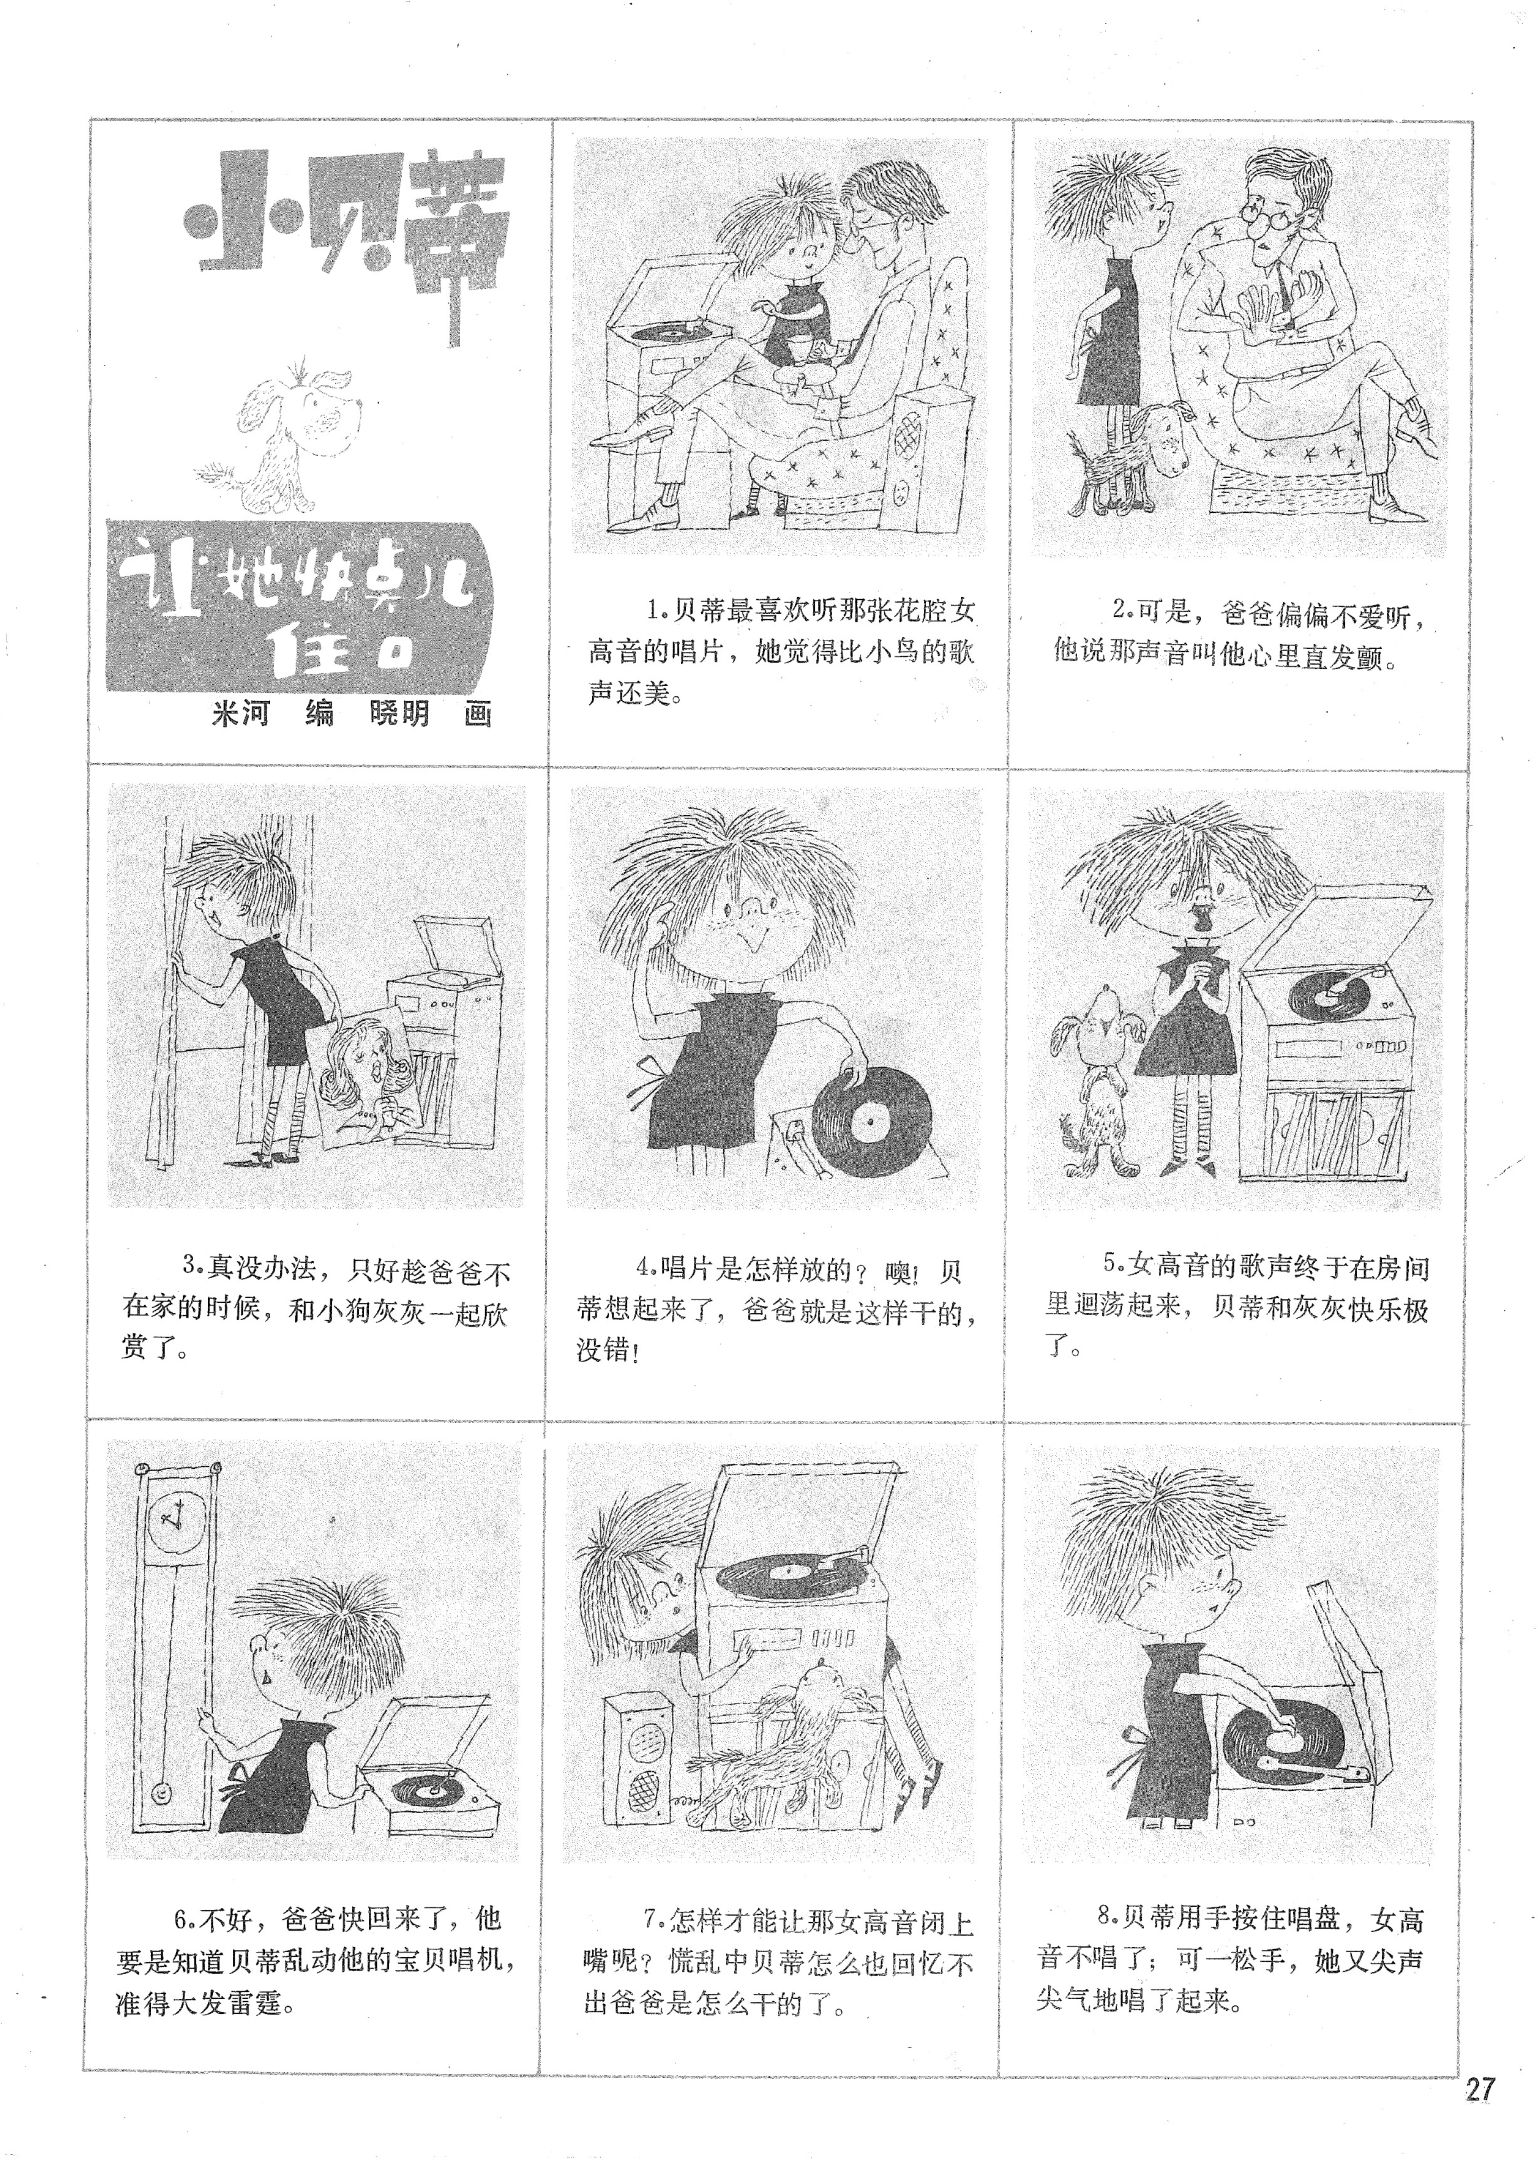 小贝蒂
让她快点儿
住口
米河 编 晓明 画
1.贝蒂最喜欢听那张花腔女
高音的唱片，她觉得比小鸟的歌
声还美。
2.可是，爸爸偏偏不爱听，
他说那声音叫他心里直发颤。
3.真没办法，只好趁爸爸不
在家的时候，和小狗灰灰一起欣
赏了。
4.唱片是怎样放的？噢！贝
蒂想起来了，爸爸就是这样干的，
没错！
5.女高音的歌声终于在房间
里迴荡起来，贝蒂和灰灰快乐极
了。
6.不好，爸爸快回来了，他
要是知道贝蒂乱动他的宝贝唱机，
准得大发雷霆。
7.怎样才能让那女高音闭上
嘴呢？慌乱中贝蒂怎么也回忆不
出爸爸是怎么干的了。
8.贝蒂用手按住唱盘，女高
音不唱了；可一松手，她又尖声
尖气地唱了起来。
27